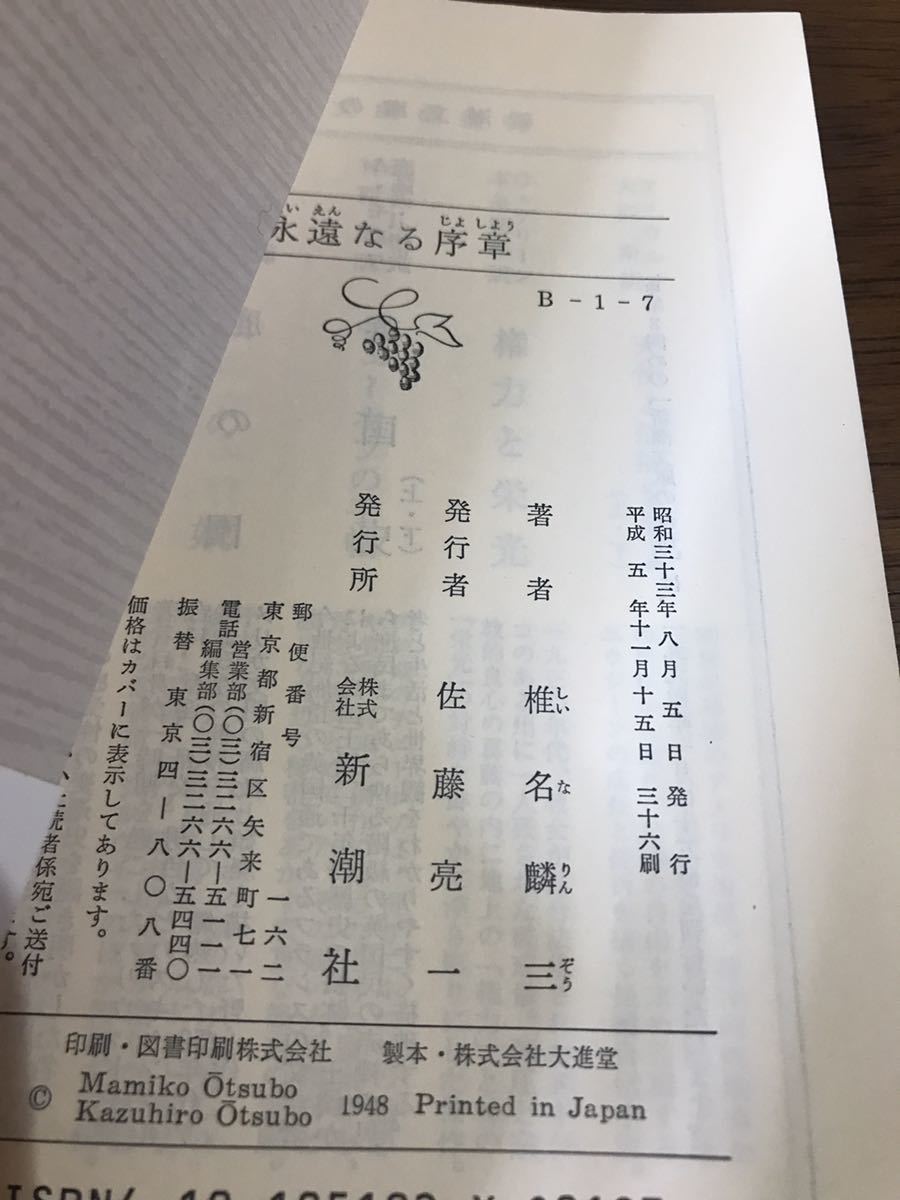 永遠なる序章
B-1-7
昭和三十三年 八月 五 日 発 行
平成 五 年十一月十五日 三十六刷
著者 椎名麟三
発行者 佐藤亮一
発行所 株式会社 新潮社
郵便番号 一六二
東京都新宿区矢来町七一
電話 営業部(〇三)三二六六―五一一一
編集部(〇三)三二六六―五四四〇
振替 東京四―八〇八番
価格はカバーに表示してあります。
読者係宛ご送付
す。
印刷・図書印刷株式会社 製本・株式会社大進堂
© Mamiko Ōtsubo
Kazuhiro Ōtsubo 1948 Printed in Japan